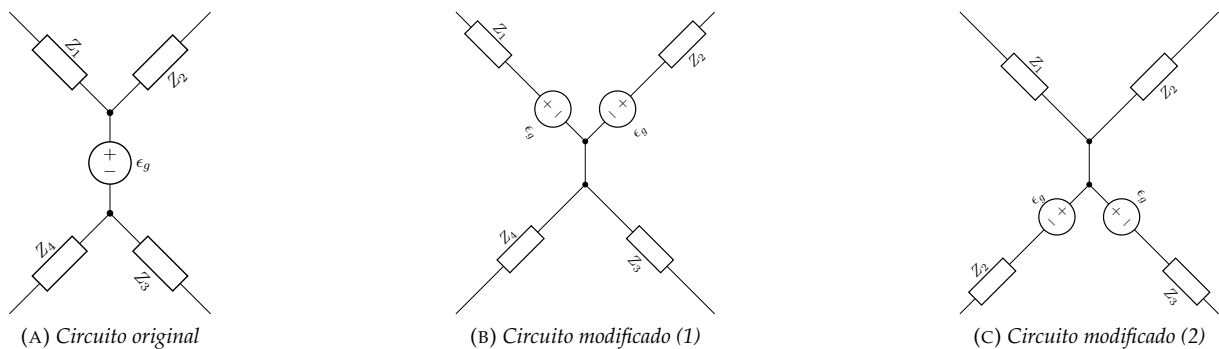 Z₁
Z₂
+
−
ϵg
Z₄
Z₃
(A) Circuito original
Z₁
Z₂
+
−
ϵg
+
−
ϵg
Z₄
Z₃
(B) Circuito modificado (1)
Z₁
Z₂
ϵg
+
−
ϵg
+
−
Z₂
Z₃
(C) Circuito modificado (2)